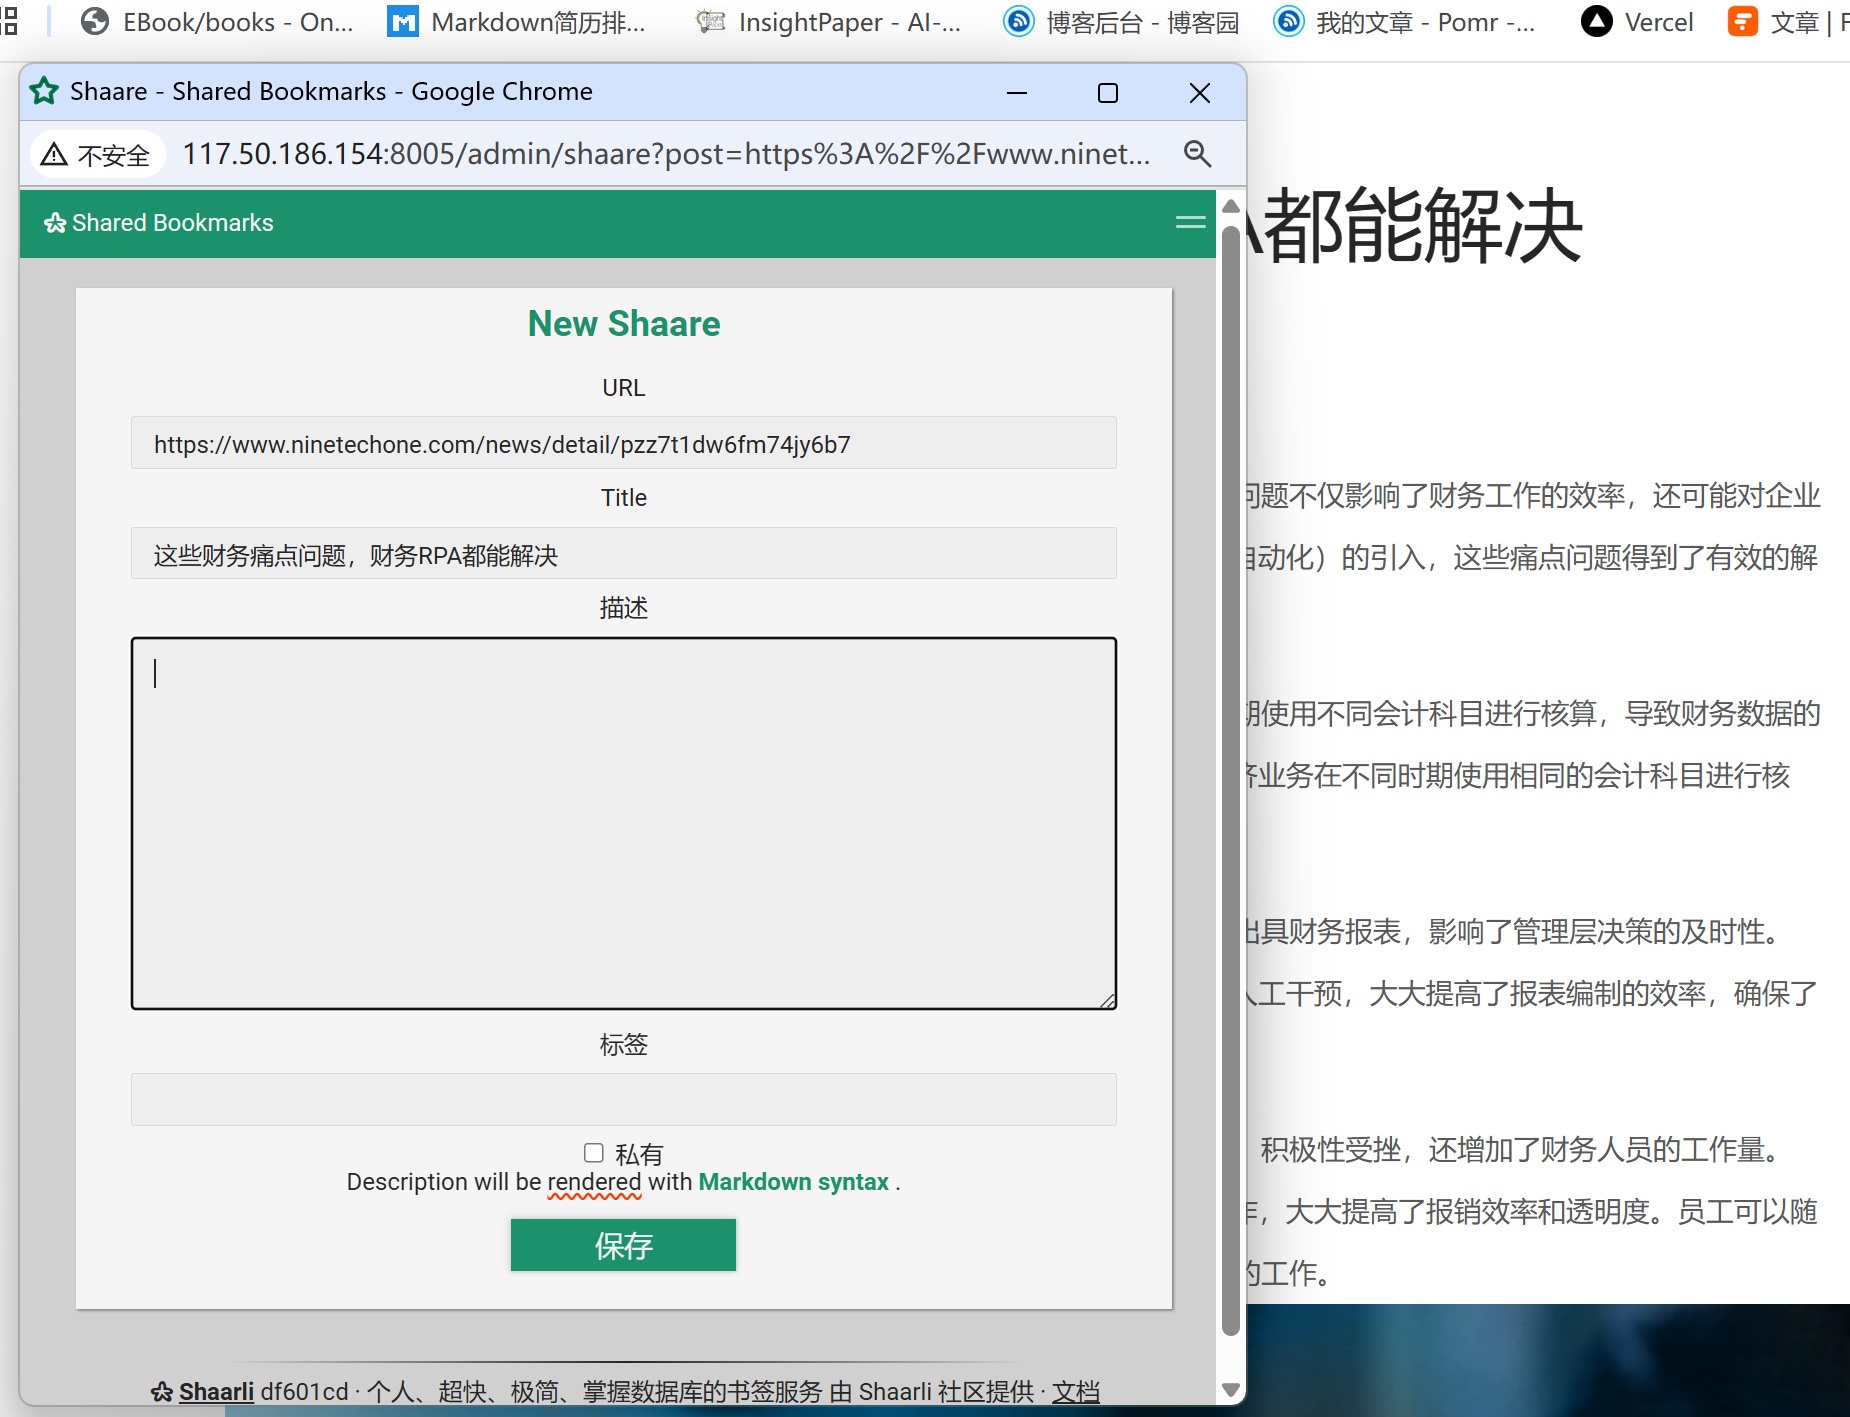 EBook/books - On...
Markdown简历排...
InsightPaper - AI-...
博客后台 - 博客园
我的文章 - Pomr -...
Vercel
文章 | F
Shaare - Shared Bookmarks - Google Chrome
不安全
117.50.186.154:8005/admin/shaare?post=https%3A%2F%2Fwww.ninet...
Shared Bookmarks
New Shaare
URL
https://www.ninetechone.com/news/detail/pzz7t1dw6fm74jy6b7
Title
这些财务痛点问题，财务RPA都能解决
描述
标签
私有
Description will be rendered with Markdown syntax .
保存
Shaarli df601cd · 个人、超快、极简、掌握数据库的书签服务 由 Shaarli 社区提供 · 文档
A都能解决
问题不仅影响了财务工作的效率，还可能对企业
自动化）的引入，这些痛点问题得到了有效的解
期使用不同会计科目进行核算，导致财务数据的
济业务在不同时期使用相同的会计科目进行核
出具财务报表，影响了管理层决策的及时性。
人工干预，大大提高了报表编制的效率，确保了
积极性受挫，还增加了财务人员的工作量。
作，大大提高了报销效率和透明度。员工可以随
的工作。